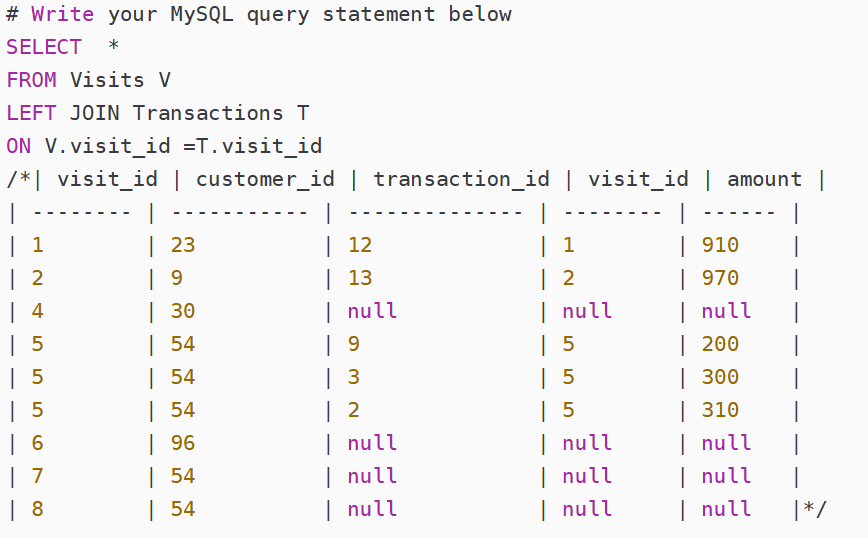 # Write your MySQL query statement below
SELECT  *
FROM Visits V
LEFT JOIN Transactions T
ON V.visit_id =T.visit_id
/*| visit_id | customer_id | transaction_id | visit_id | amount |
| -------- | ----------- | -------------- | -------- | ------ |
| 1        | 23          | 12             | 1        | 910    |
| 2        | 9           | 13             | 2        | 970    |
| 4        | 30          | null           | null     | null   |
| 5        | 54          | 9              | 5        | 200    |
| 5        | 54          | 3              | 5        | 300    |
| 5        | 54          | 2              | 5        | 310    |
| 6        | 96          | null           | null     | null   |
| 7        | 54          | null           | null     | null   |
| 8        | 54          | null           | null     | null   |*/